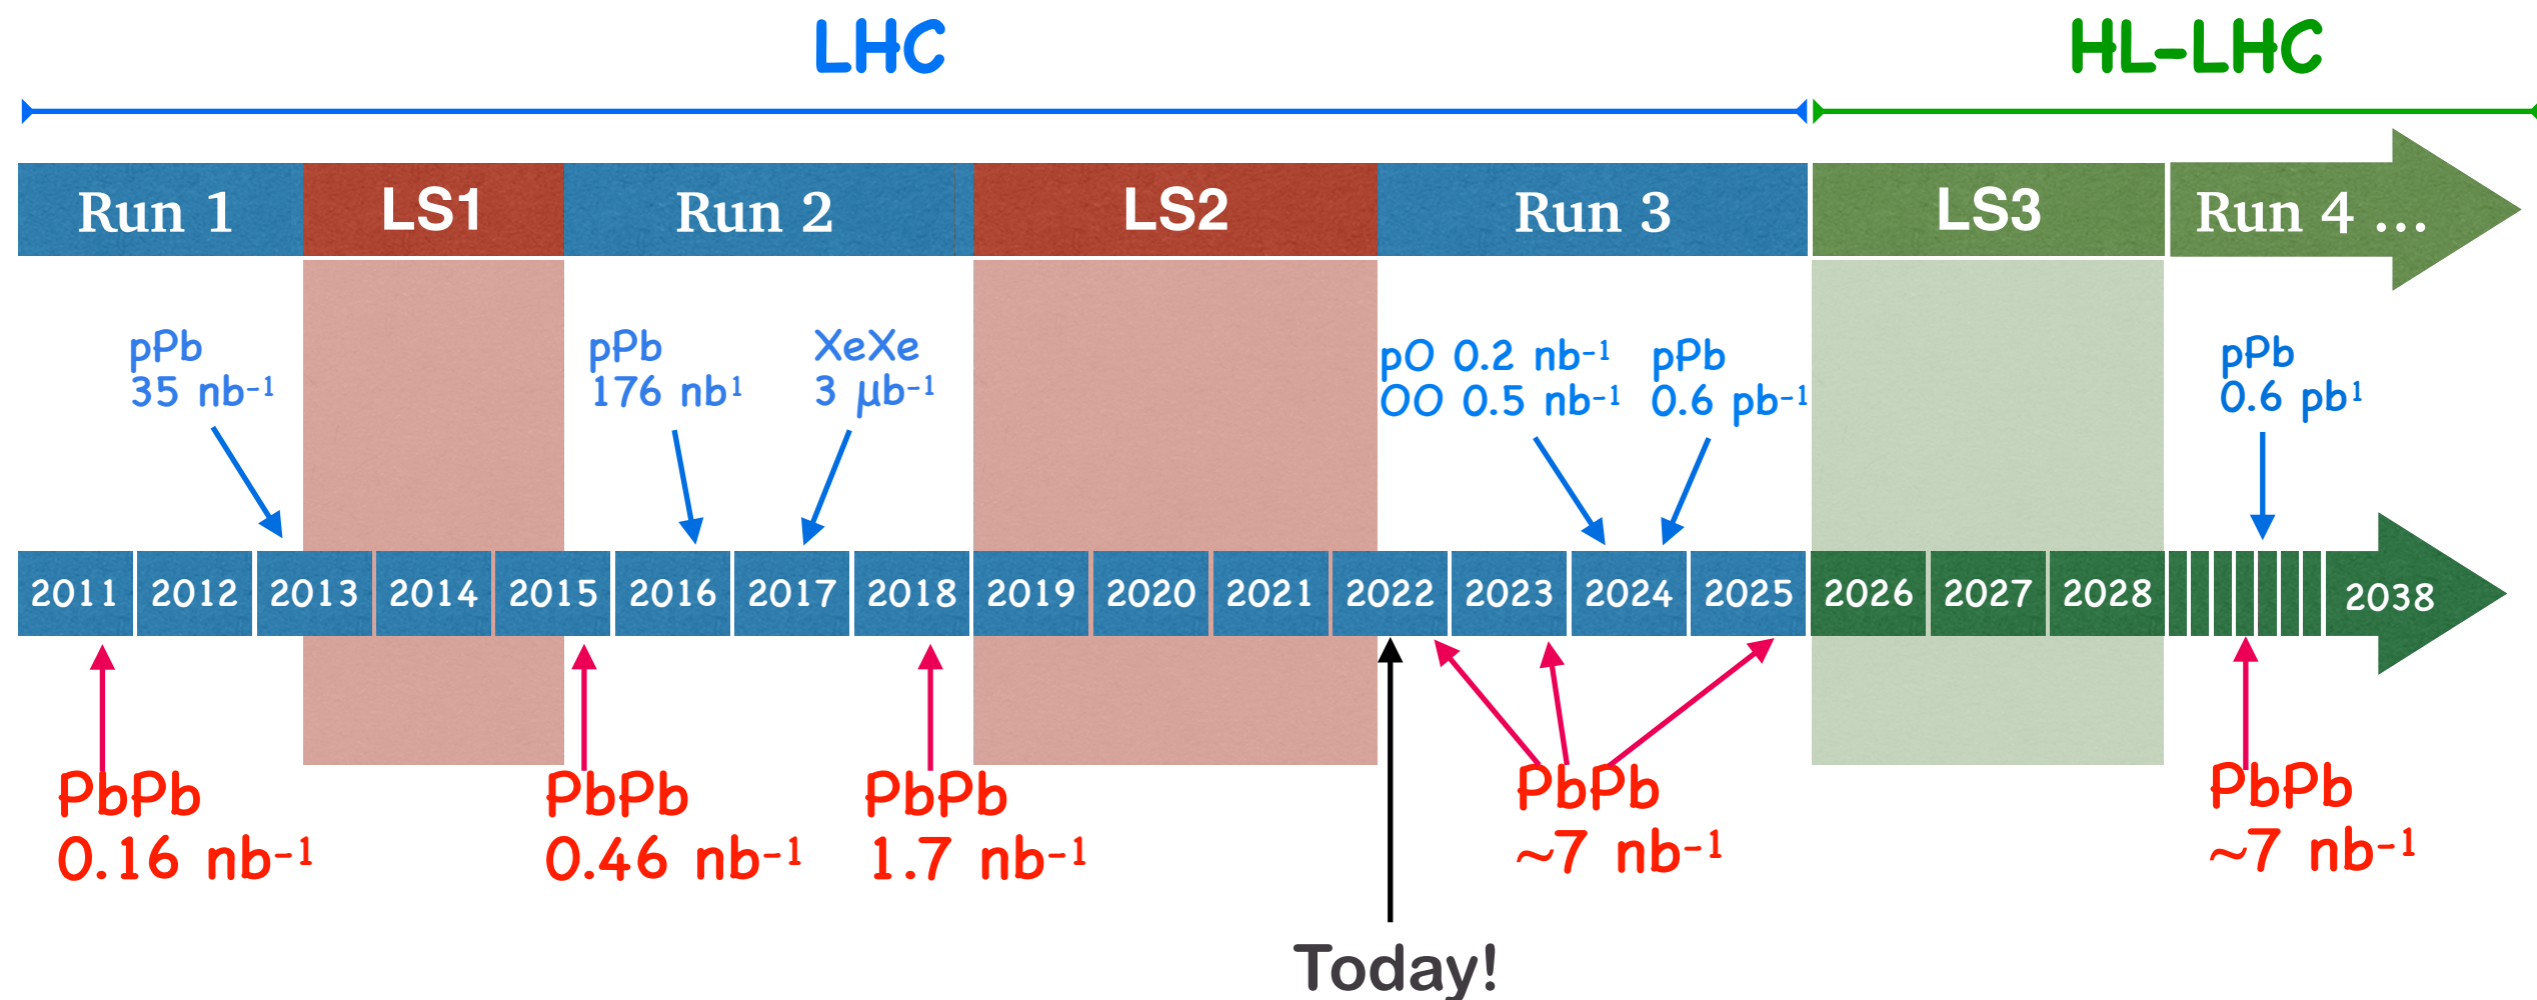 LHC
HL-LHC
Run 1
LS1
Run 2
LS2
Run 3
LS3
Run 4 ...
pPb
35 nb⁻¹
pPb
176 nb¹
XeXe
3 μb⁻¹
pO 0.2 nb⁻¹
OO 0.5 nb⁻¹
pPb
0.6 pb⁻¹
pPb
0.6 pb¹
2011
2012
2013
2014
2015
2016
2017
2018
2019
2020
2021
2022
2023
2024
2025
2026
2027
2028
2038
PbPb
0.16 nb⁻¹
PbPb
0.46 nb⁻¹
PbPb
1.7 nb⁻¹
PbPb
~7 nb⁻¹
PbPb
~7 nb⁻¹
Today!